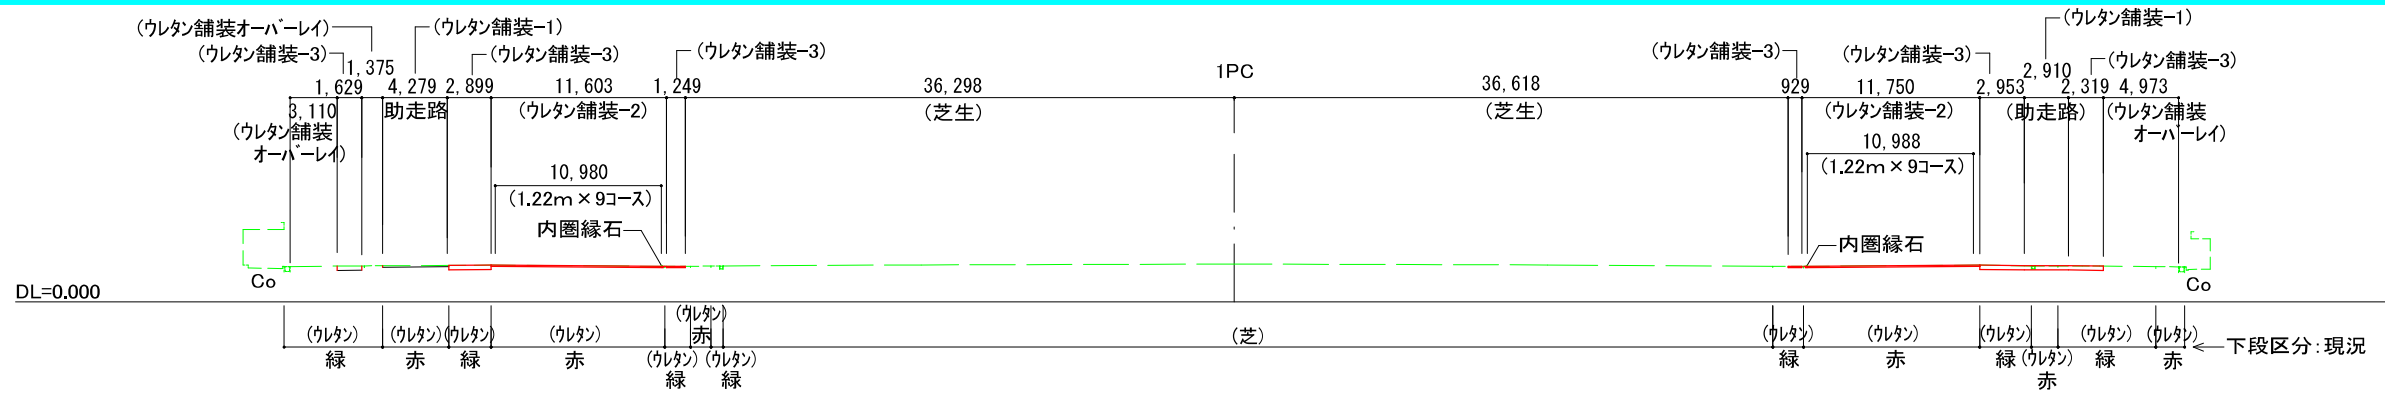 (ウレタン舗装オーバーレイ)
(ウレタン舗装-1)
(ウレタン舗装-3)
1,375
(ウレタン舗装-3)
(ウレタン舗装-3)
1,629
4,279
2,899
11,603
1,249
36,298
1PC
3,110
助走路
(ウレタン舗装-2)
(芝生)
(ウレタン舗装
オーバーレイ)
10,980
(1.22m×9コース)
内圏縁石
(ウレタン舗装-1)
(ウレタン舗装-3)
(ウレタン舗装-3)
2,910
(ウレタン舗装-3)
36,618
929
11,750
2,953
2,319
4,973
(芝生)
(ウレタン舗装-2)
(助走路)
(ウレタン舗装
オーバーレイ)
10,988
(1.22m×9コース)
内圏縁石
Co
Co
DL=0.000
(ウレタン)
緑
(ウレタン)
赤
(ウレタン)
緑
(ウレタン)
赤
(ウレタン)
緑
(ウレタン)
赤
(ウレタン)
緑
(芝)
(ウレタン)
緑
(ウレタン)
赤
(ウレタン)
緑
(ウレタン)
赤
(ウレタン)
緑
(ウレタン)
赤
下段区分:現況